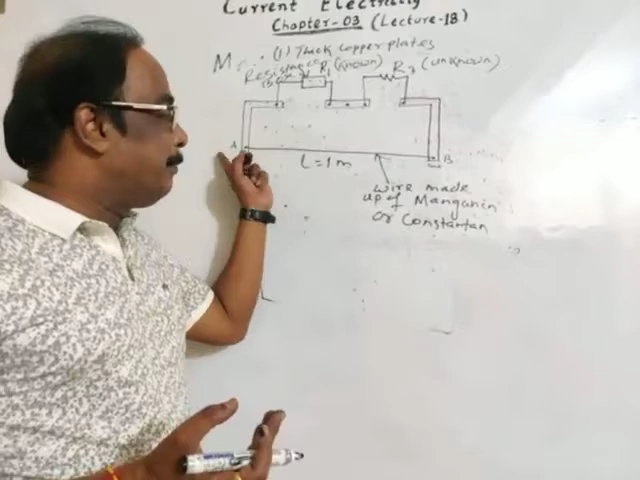 Current Electricity
Chapter-03 (Lecture-18)
(1) Thick copper plates
Resistance R₁ (known) R₂ (unknown)
A B
L = 1m
wire made
up of Manganin
or Constantan